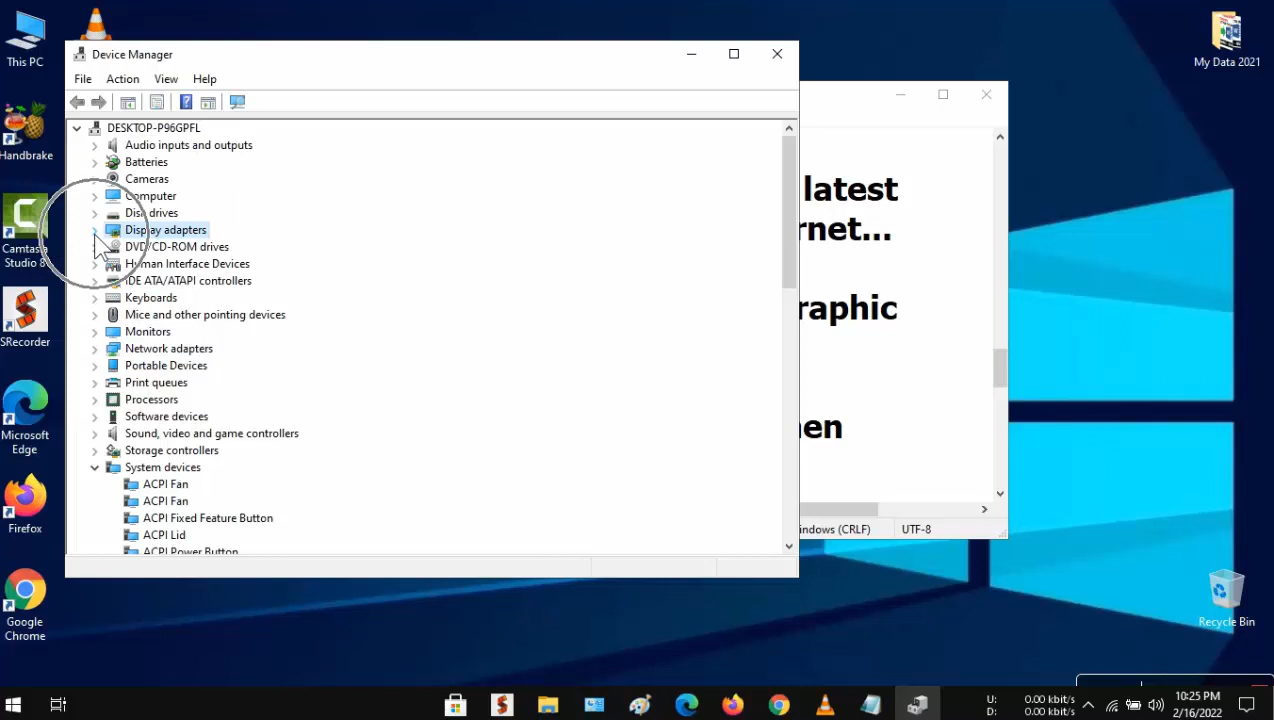 This PC
Handbrake
Camtasia
Studio 8
SRecorder
Microsoft
Edge
Firefox
Google
Chrome
Device Manager
File Action View Help
DESKTOP-P96GPFL
Audio inputs and outputs
Batteries
Cameras
Computer
Disk drives
Display adapters
DVD/CD-ROM drives
Human Interface Devices
IDE ATA/ATAPI controllers
Keyboards
Mice and other pointing devices
Monitors
Network adapters
Portable Devices
Print queues
Processors
Software devices
Sound, video and game controllers
Storage controllers
System devices
ACPI Fan
ACPI Fan
ACPI Fixed Feature Button
ACPI Lid
ACPI Power Button
latest
rnet...
raphic
en
indows (CRLF) UTF-8
My Data 2021
Recycle Bin
U: 0.00 kbit/s
D: 0.00 kbit/s
10:25 PM
2/16/2022